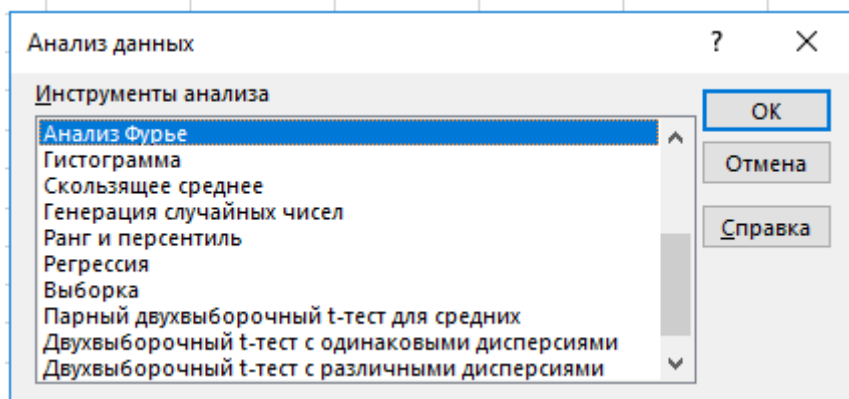 Анализ данных
?
Инструменты анализа
Анализ Фурье
Гистограмма
Скользящее среднее
Генерация случайных чисел
Ранг и персентиль
Регрессия
Выборка
Парный двухвыборочный t-тест для средних
Двухвыборочный t-тест с одинаковыми дисперсиями
Двухвыборочный t-тест с различными дисперсиями
ОК
Отмена
Справка